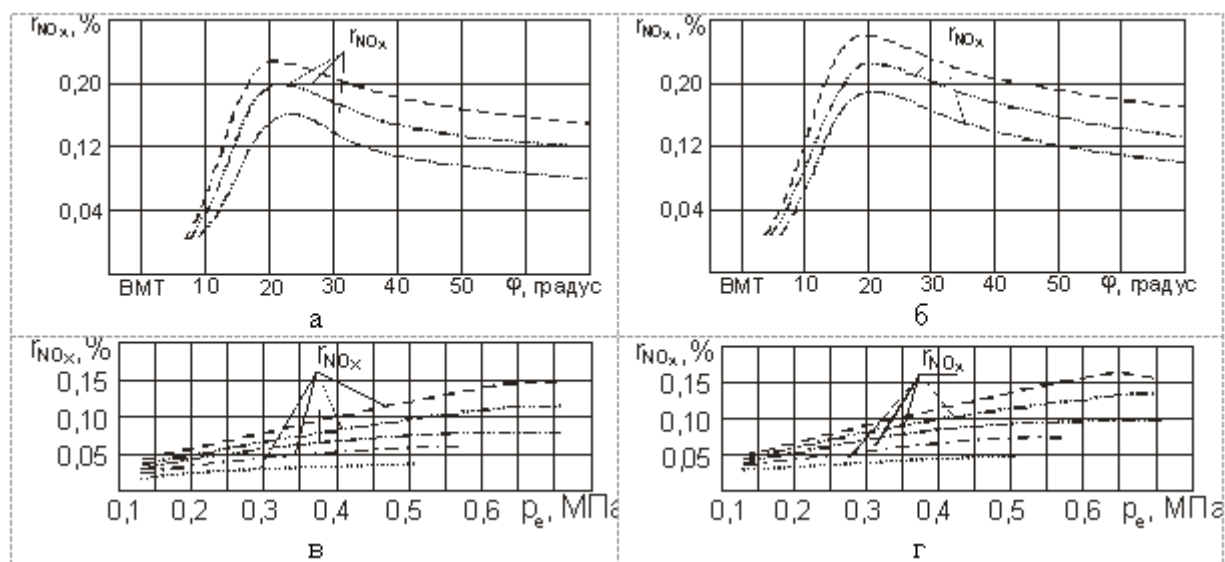 r_NOx, %
r_NOx
0,20
0,12
0,04
ВМТ 10 20 30 40 50 φ, градус
а
r_NOx, %
r_NOx
0,20
0,12
0,04
ВМТ 10 20 30 40 50 φ, градус
б
r_NOx, %
r_NOx
0,15
0,10
0,05
0,1 0,2 0,3 0,4 0,5 0,6 p_e, МПа
в
r_NOx, %
r_NOx
0,15
0,10
0,05
0,1 0,2 0,3 0,4 0,5 0,6 p_e, МПа
г